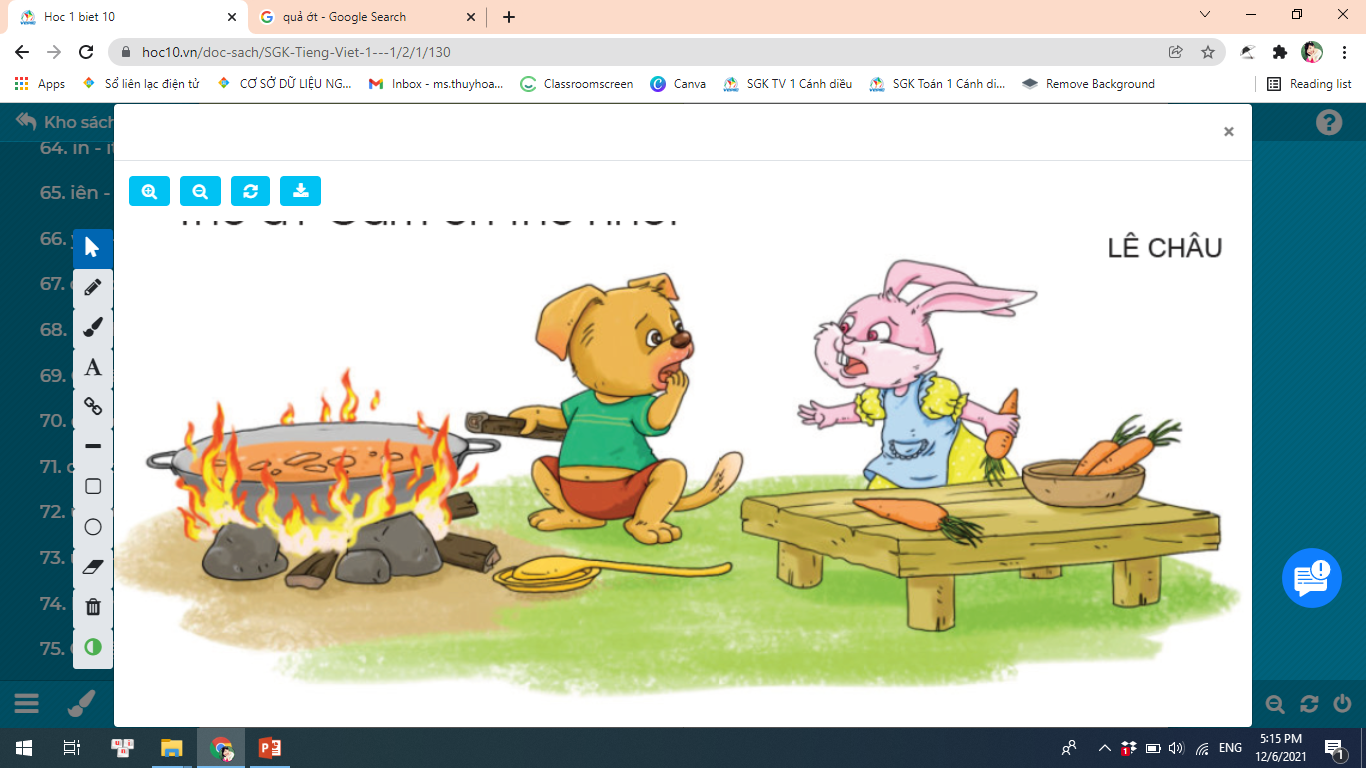 Hoc 1 biet 10
quả ớt - Google Search
hoc10.vn/doc-sach/SGK-Tieng-Viet-1---1/2/1/130
Apps
Sổ liên lạc điện tử
CƠ SỞ DỮ LIỆU NG...
Inbox - ms.thuyhoa...
Classroomscreen
Canva
SGK TV 1 Cánh diều
SGK Toán 1 Cánh di...
Remove Background
Reading list
Kho sách
64. in - it
65. iên -
66.
67.
68.
69.
70.
71.
72.
73.
74.
75.
A
LÊ CHÂU
ENG
5:15 PM
12/6/2021